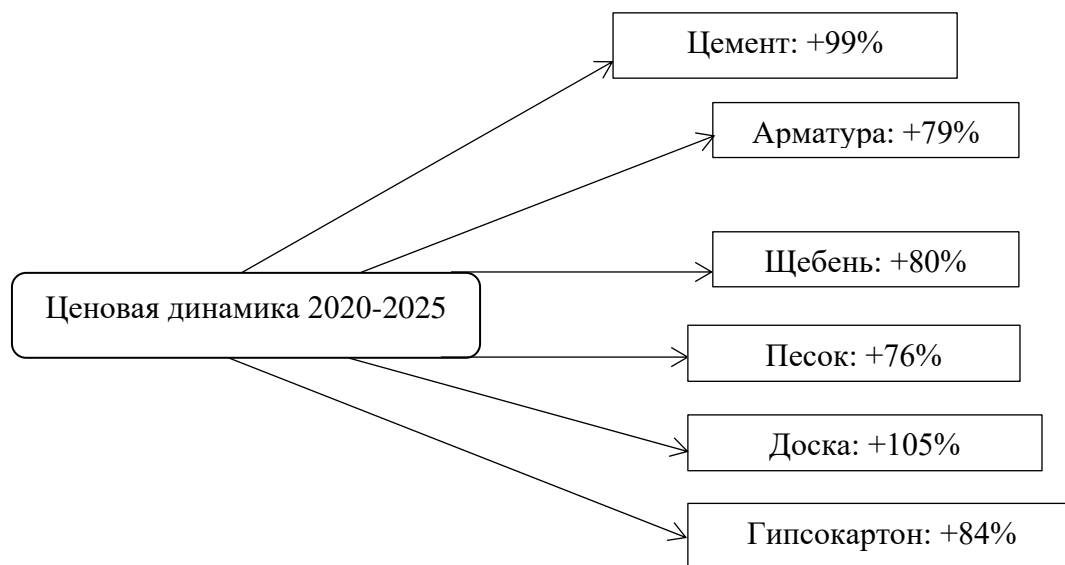 Цемент: +99%
Арматура: +79%
Щебень: +80%
Ценовая динамика 2020-2025
Песок: +76%
Доска: +105%
Гипсокартон: +84%